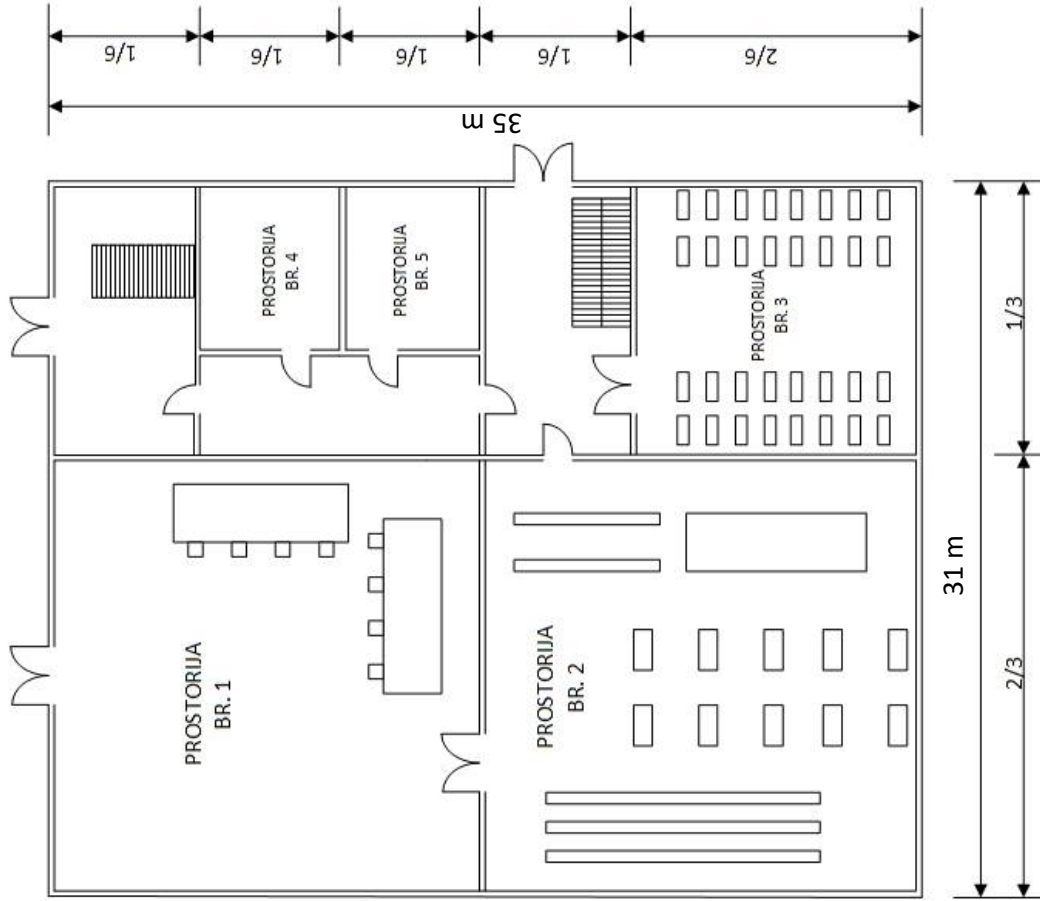 1/6
1/6
1/6
1/6
2/6
35 m
PROSTORIJA
BR. 4
PROSTORIJA
BR. 5
PROSTORIJA
BR. 3
PROSTORIJA
BR. 1
PROSTORIJA
BR. 2
1/3
2/3
31 m